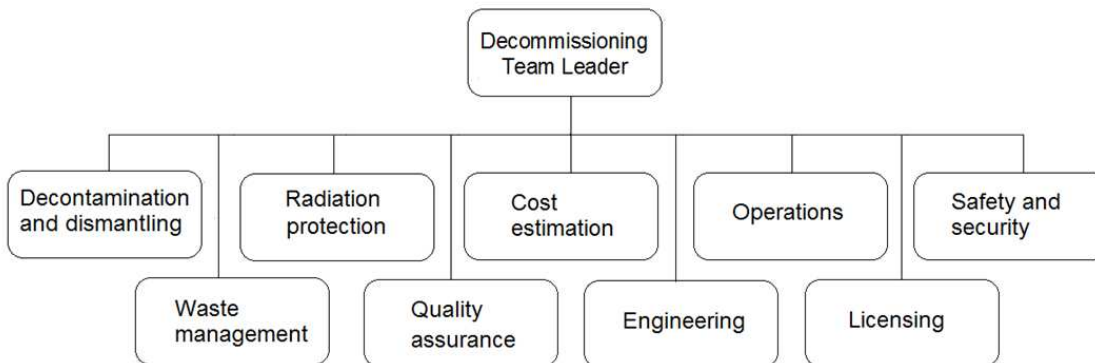 Decommissioning
Team Leader
Decontamination
and dismantling
Radiation
protection
Cost
estimation
Operations
Safety and
security
Waste
management
Quality
assurance
Engineering
Licensing